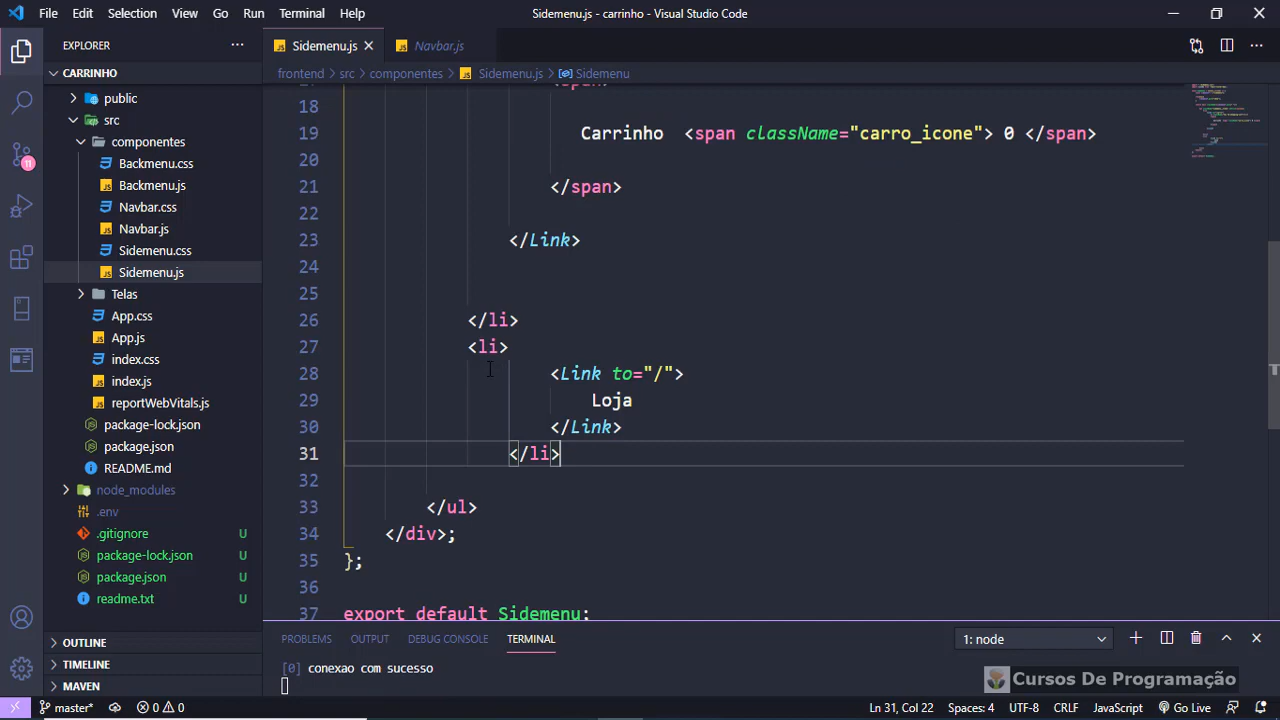 File Edit Selection View Go Run Terminal Help
Sidemenu.js - carrinho - Visual Studio Code
EXPLORER
CARRINHO
public
src
componentes
Backmenu.css
Backmenu.js
Navbar.css
Navbar.js
Sidemenu.css
Sidemenu.js
Telas
App.css
App.js
index.css
index.js
reportWebVitals.js
package-lock.json
package.json
README.md
node_modules
.env
.gitignore U
package-lock.json U
package.json U
readme.txt U
OUTLINE
TIMELINE
MAVEN
11
Sidemenu.js
Navbar.js
frontend > src > componentes > Sidemenu.js > Sidemenu
17 <span>
18
19 Carrinho <span className="carro_icone"> 0 </span>
20
21 </span>
22
23 </Link>
24
25
26 </li>
27 <li>
28 <Link to="/">
29 Loja
30 </Link>
31 </li>
32
33 </ul>
34 </div>;
35 };
36
37 export default Sidemenu;
PROBLEMS OUTPUT DEBUG CONSOLE TERMINAL
1: node
[0] conexao com sucesso
Cursos De Programação
master* 0 0
Ln 31, Col 22 Spaces: 4 UTF-8 CRLF JavaScript Go Live